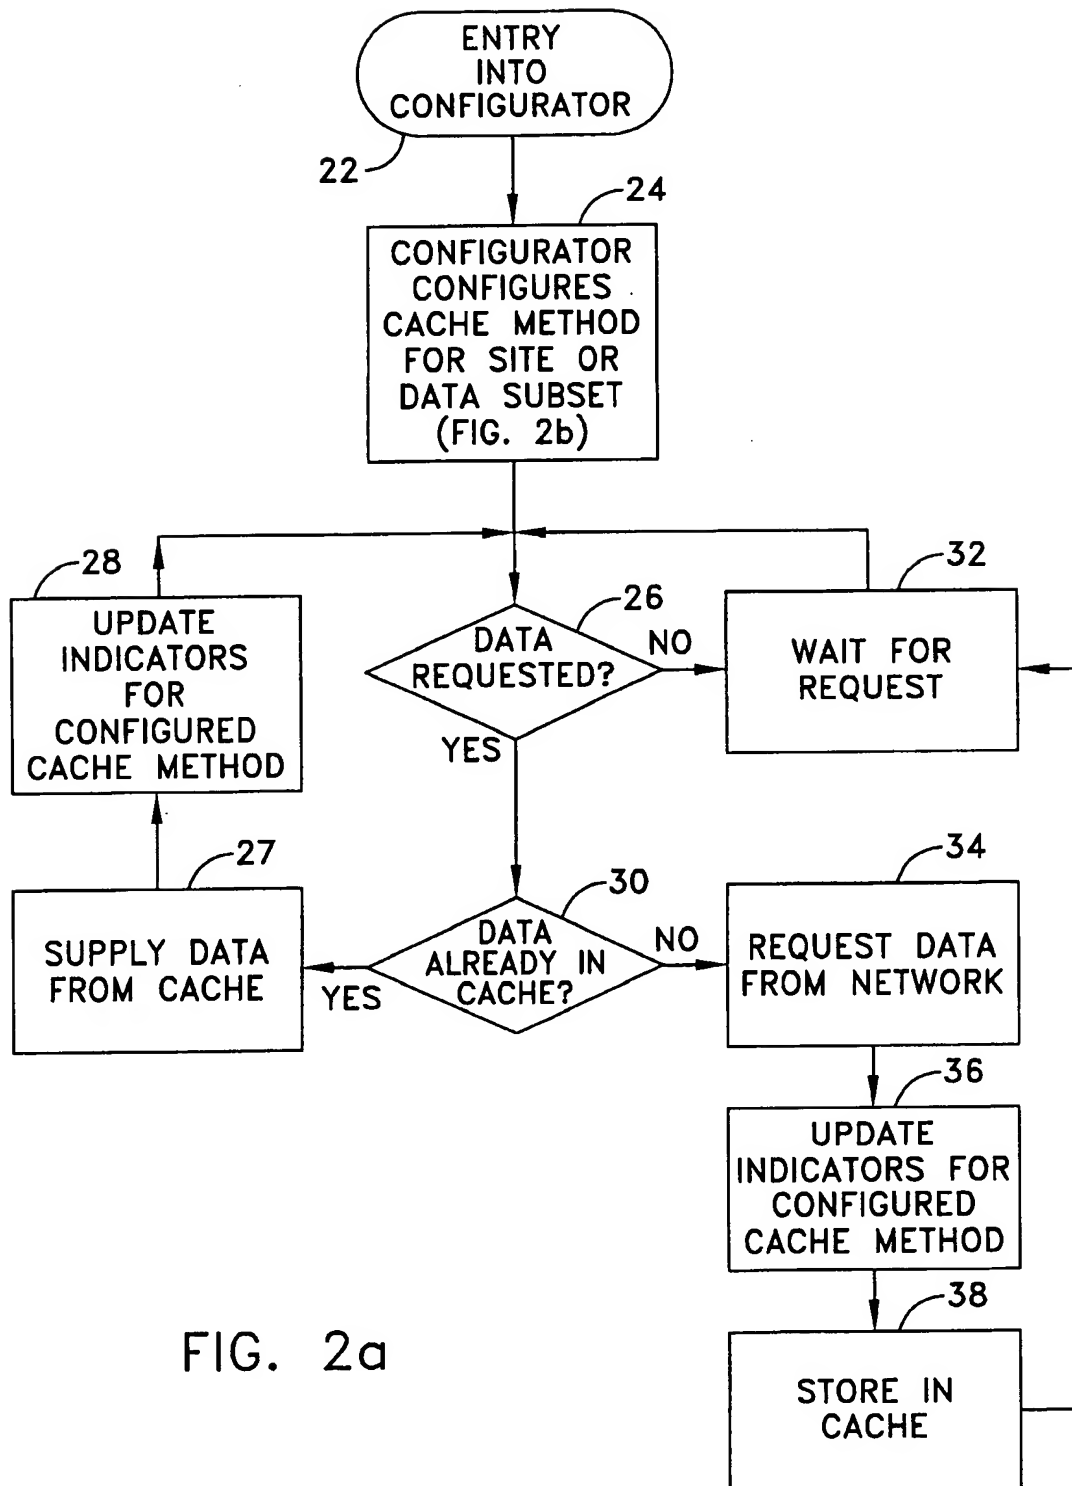 ENTRY
INTO
CONFIGURATOR
22
24
CONFIGURATOR
CONFIGURES
CACHE METHOD
FOR SITE OR
DATA SUBSET
(FIG. 2b)
28
UPDATE
INDICATORS
FOR
CONFIGURED
CACHE METHOD
26
DATA
REQUESTED?
NO
YES
32
WAIT FOR
REQUEST
27
SUPPLY DATA
FROM CACHE
30
DATA
ALREADY IN
CACHE?
YES
NO
34
REQUEST DATA
FROM NETWORK
36
UPDATE
INDICATORS FOR
CONFIGURED
CACHE METHOD
38
STORE IN
CACHE
FIG. 2a